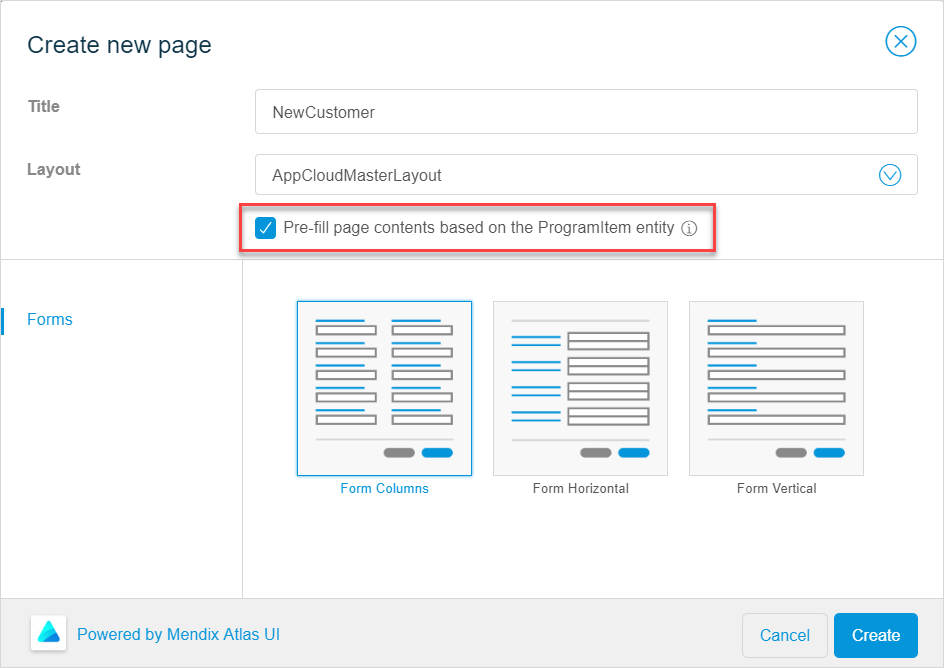 Create new page
Title
NewCustomer
Layout
AppCloudMasterLayout
Pre-fill page contents based on the ProgramItem entity
Forms
Form Columns
Form Horizontal
Form Vertical
Powered by Mendix Atlas UI
Cancel
Create